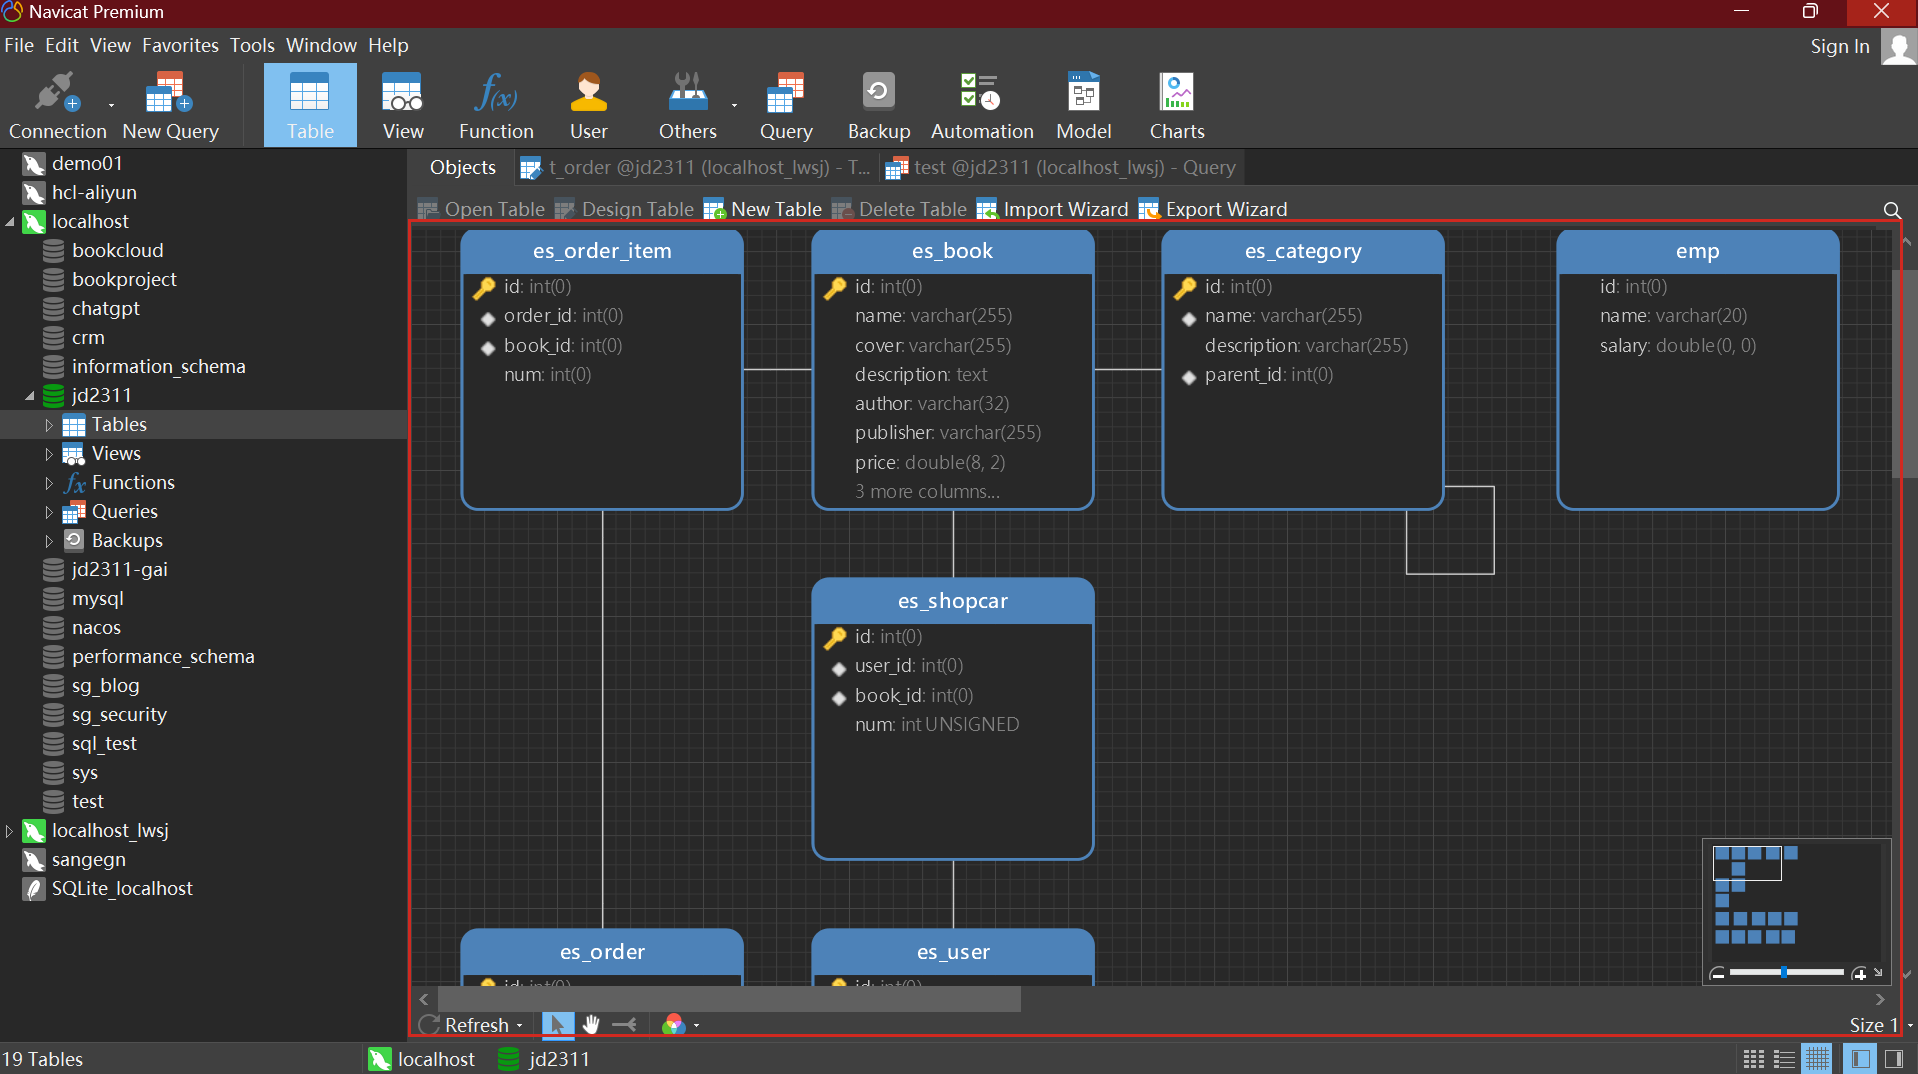 Navicat Premium
File Edit View Favorites Tools Window Help
Sign In
Connection New Query Table View Function User Others Query Backup Automation Model Charts
Objects t_order @jd2311 (localhost_lwsj) - T... test @jd2311 (localhost_lwsj) - Query
Open Table Design Table New Table Delete Table Import Wizard Export Wizard
demo01
hcl-aliyun
localhost
bookcloud
bookproject
chatgpt
crm
information_schema
jd2311
Tables
Views
Functions
Queries
Backups
jd2311-gai
mysql
nacos
performance_schema
sg_blog
sg_security
sql_test
sys
test
localhost_lwsj
sangegn
SQLite_localhost
es_order_item
id: int(0)
order_id: int(0)
book_id: int(0)
num: int(0)
es_book
id: int(0)
name: varchar(255)
cover: varchar(255)
description: text
author: varchar(32)
publisher: varchar(255)
price: double(8, 2)
3 more columns...
es_category
id: int(0)
name: varchar(255)
description: varchar(255)
parent_id: int(0)
emp
id: int(0)
name: varchar(20)
salary: double(0, 0)
es_shopcar
id: int(0)
user_id: int(0)
book_id: int(0)
num: int UNSIGNED
es_order
id: int(0)
es_user
id: int(0)
Refresh
Size 1
19 Tables localhost jd2311